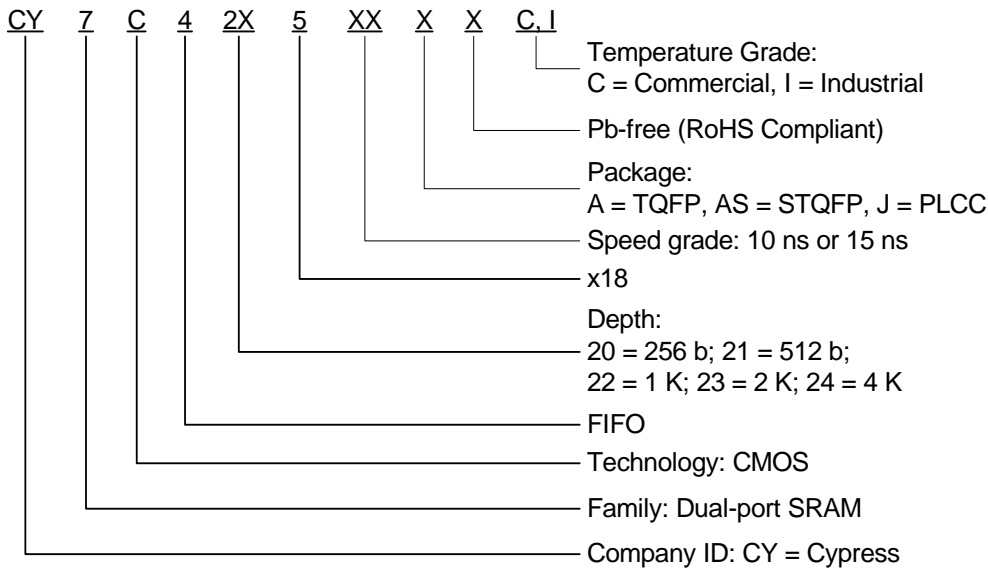 CY 7 C 4 2X 5 XX X X C, I
Temperature Grade:
C = Commercial, I = Industrial
Pb-free (RoHS Compliant)
Package:
A = TQFP, AS = STQFP, J = PLCC
Speed grade: 10 ns or 15 ns
x18
Depth:
20 = 256 b; 21 = 512 b;
22 = 1 K; 23 = 2 K; 24 = 4 K
FIFO
Technology: CMOS
Family: Dual-port SRAM
Company ID: CY = Cypress